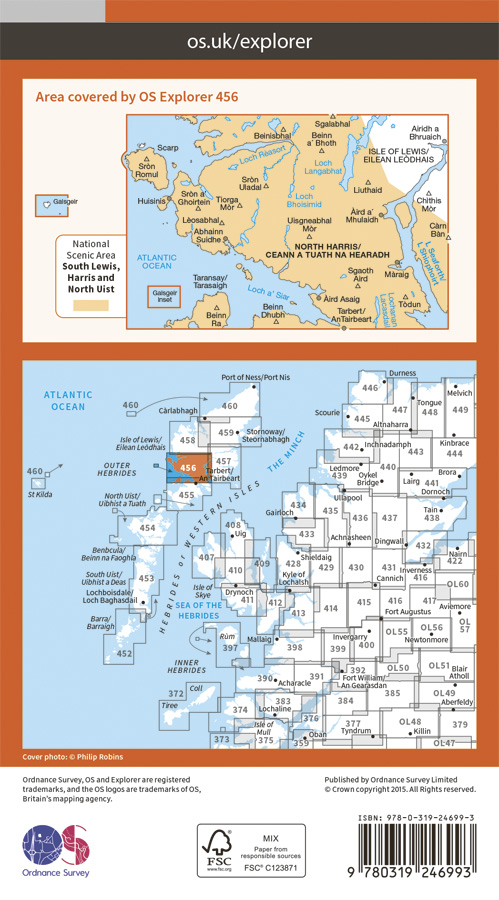 os.uk/explorer
Area covered by OS Explorer 456
Scarp
Sròn
Romul
Beinisbhal
Sgalabhal
Beinn
a' Bhoth
Airidh a
Bhruaich
ISLE OF LEWIS/
EILEAN LEÒDHAIS
Loch Reasort
Loch
Langabhat
Gaisgeir
Huisinis
Sròn a'
Ghoirtein
Sròn
Uladal
Tiorga
Mòr
Loch
Bhoisimid
Liuthaid
Chithis
Mòr
Leòsabhal
Abhainn
Suidhe
Uisgneabhal
Mòr
Àird a'
Mhulaidh
Càrn
Bàn
NORTH HARRIS/
CEANN A TUATH NA HEARADH
L. Seaforth/
L. Shìophoirt
National
Scenic Area
South Lewis,
Harris and
North Uist
ATLANTIC
OCEAN
Gaisgeir
inset
Taransay/
Tarasaigh
Loch a' Siar
Sgaoth
Aird
Màraig
Beinn
Ra
Beinn
Dhubh
Àird Asaig
Tarbert/
AnTairbeart
Lochanan
Lacasdail
Tòdun
ATLANTIC
OCEAN
460
Port of Ness/Port Nis
Càrlabhagh
460
458
459
Stornoway/
Steòrnabhagh
Isle of Lewis/
Eilean Leòdhais
456
457
Tarbert/
An Tairbeart
OUTER
HEBRIDES
460
St Kilda
455
North Uist/
Uibhist a Tuath
454
THE MINCH
HEBRIDES or WESTERN ISLES
Benbcula/
Beinn na Faoghla
453
South Uist/
Uibhist a Deas
Lochboisdale/
Loch Baghasdail
Barra/
Barraigh
452
Durness
446
447
Tongue
448
Melvich
449
Scourie
445
Altnaharra
442
Inchnadamph
443
444
Kinbrace
Ledmore
439
Oykel
Bridge
440
Lairg
441
Brora
Dornoch
Ullapool
Gairloch
434
435
436
437
Tain
438
433
Achnasheen
Dingwall
432
Nairn
408
Uig
407
410
409
428
Shieldaig
429
430
431
Inverness
422
Kyle of
Lochalsh
Cannich
416
OL60
Isle of
Skye
Drynoch
411
412
413
414
415
416
417
Aviemore
OL
57
Fort Augustus
SEA OF THE
HEBRIDES
Rùm
397
Mallaig
398
399
Invergarry
400
OL55
OL56
Newtonmore
INNER
HEBRIDES
390
Acharacle
391
392
Fort William/
An Gearasdan
OL50
OL51
Blair
Atholl
372
Coll
Tiree
374
383
Lochaline
384
385
OL49
Aberfeldy
Isle of
Mull
373
375
376
359
Oban
377
Tyndrum
OL48
Killin
379
OL47
Cover photo: © Philip Robins
Ordnance Survey, OS and Explorer are registered
trademarks, and the OS logos are trademarks of OS,
Britain's mapping agency.
Published by Ordnance Survey Limited
© Crown copyright 2015. All Rights reserved.
OS
Ordnance Survey
FSC
www.fsc.org
MIX
Paper from
responsible sources
FSC® C123871
ISBN: 978-0-319-24699-3
9 780319 246993